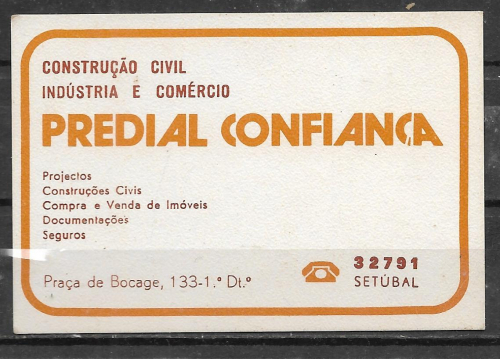 CONSTRUÇÃO CIVIL
INDÚSTRIA E COMÉRCIO
PREDIAL CONFIANÇA
Projectos
Construções Civis
Compra e Venda de Imóveis
Documentações
Seguros
32791
Praça de Bocage, 133-1.º Dt.º
SETÚBAL